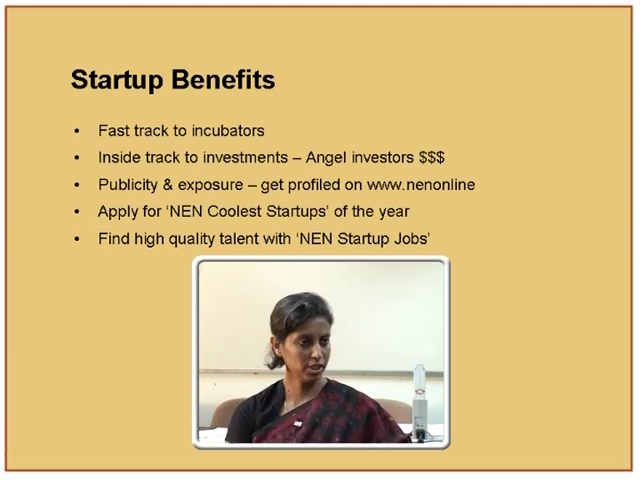 Startup Benefits
• Fast track to incubators
• Inside track to investments – Angel investors $$$
• Publicity & exposure – get profiled on www.nenonline
• Apply for ‘NEN Coolest Startups’ of the year
• Find high quality talent with ‘NEN Startup Jobs’